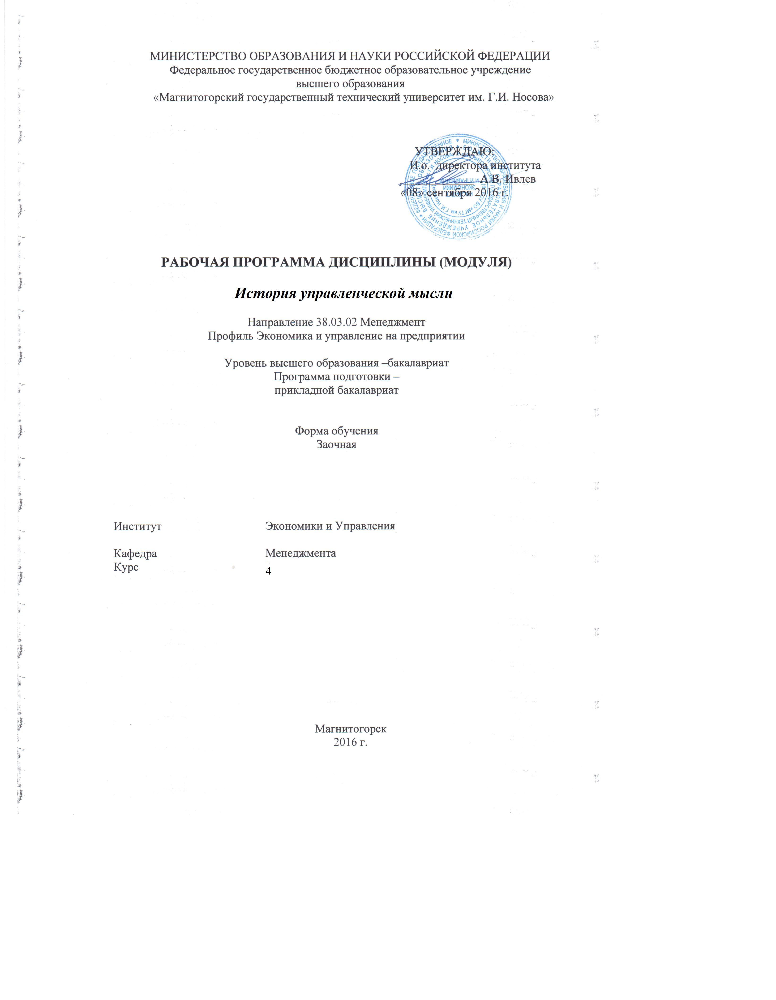 МИНИСТЕРСТВО ОБРАЗОВАНИЯ И НАУКИ РОССИЙСКОЙ ФЕДЕРАЦИИ
Федеральное государственное бюджетное образовательное учреждение
высшего образования
«Магнитогорский государственный технический университет им. Г.И. Носова»
УТВЕРЖДАЮ:
И.о. директора института
А.В. Ивлев
«08» сентября 2016 г.
РАБОЧАЯ ПРОГРАММА ДИСЦИПЛИНЫ (МОДУЛЯ)
История управленческой мысли
Направление 38.03.02 Менеджмент
Профиль Экономика и управление на предприятии
Уровень высшего образования –бакалавриат
Программа подготовки –
прикладной бакалавриат
Форма обучения
Заочная
Институт Экономики и Управления
Кафедра Менеджмента
Курс 4
Магнитогорск
2016 г.